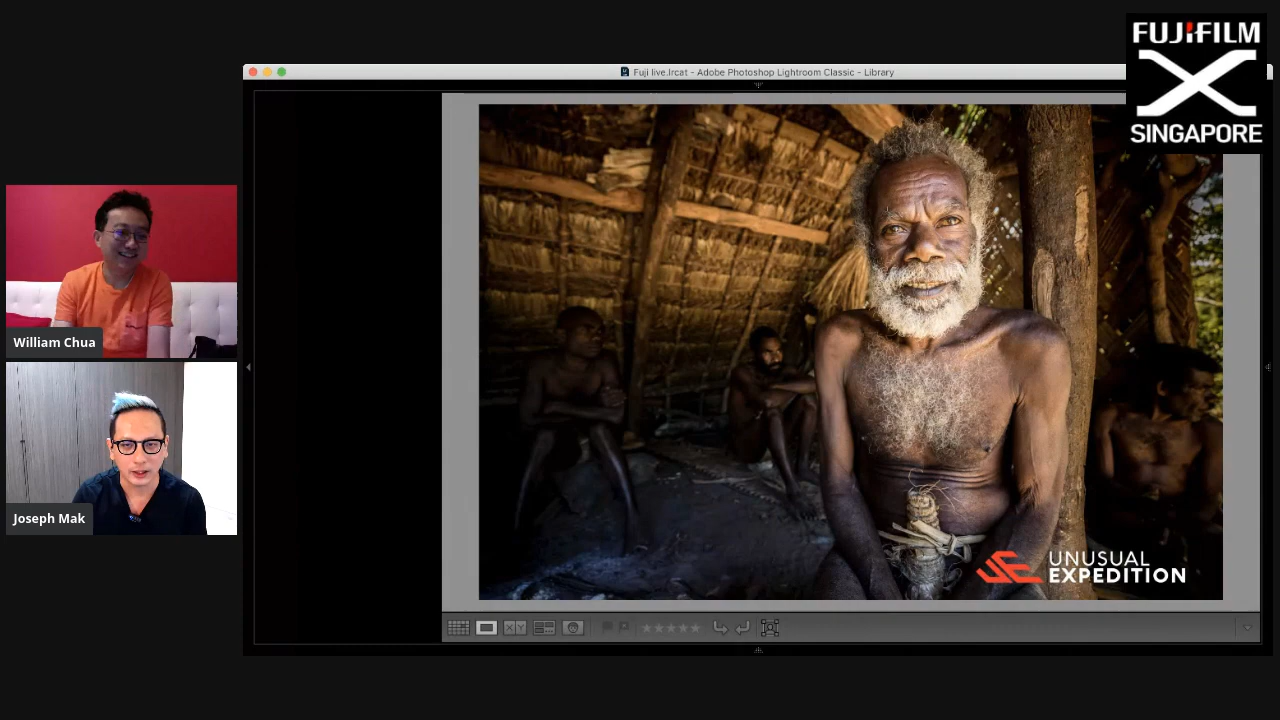 FUJIFILM
SINGAPORE
Fuji live.lrcat - Adobe Photoshop Lightroom Classic - Library
William Chua
Joseph Mak
UNUSUAL
EXPEDITION
X Y